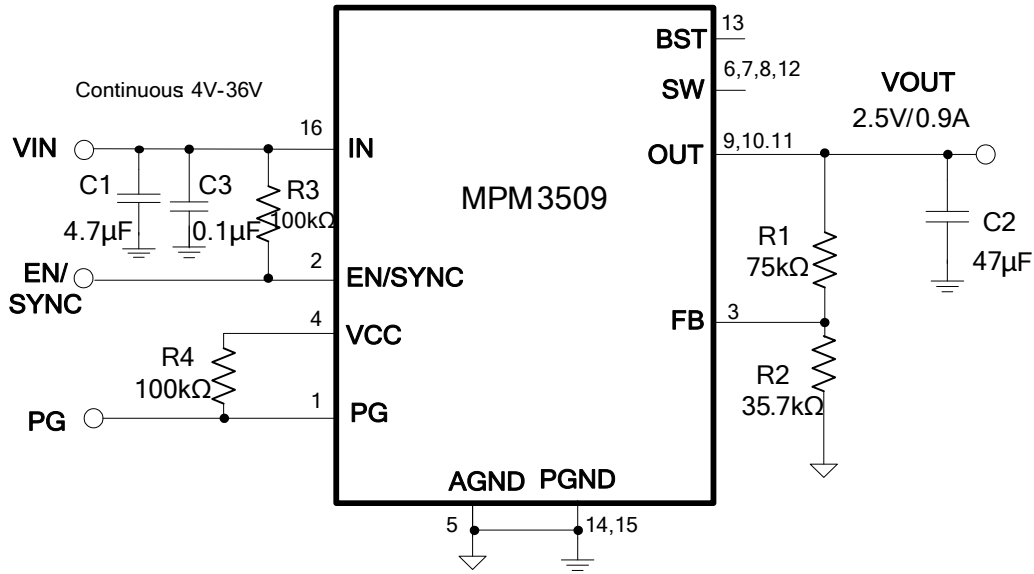 Continuous: 4V-36V
VIN
C1
4.7µF
C3
0.1µF
R3
100kΩ
EN/
SYNC
R4
100kΩ
PG
16
IN
2
EN/SYNC
4
VCC
1
PG
MPM3509
BST
13
SW
6,7,8,12
OUT
9,10.11
FB
3
AGND
PGND
5
14,15
VOUT
2.5V/0.9A
R1
75kΩ
C2
47µF
R2
35.7kΩ